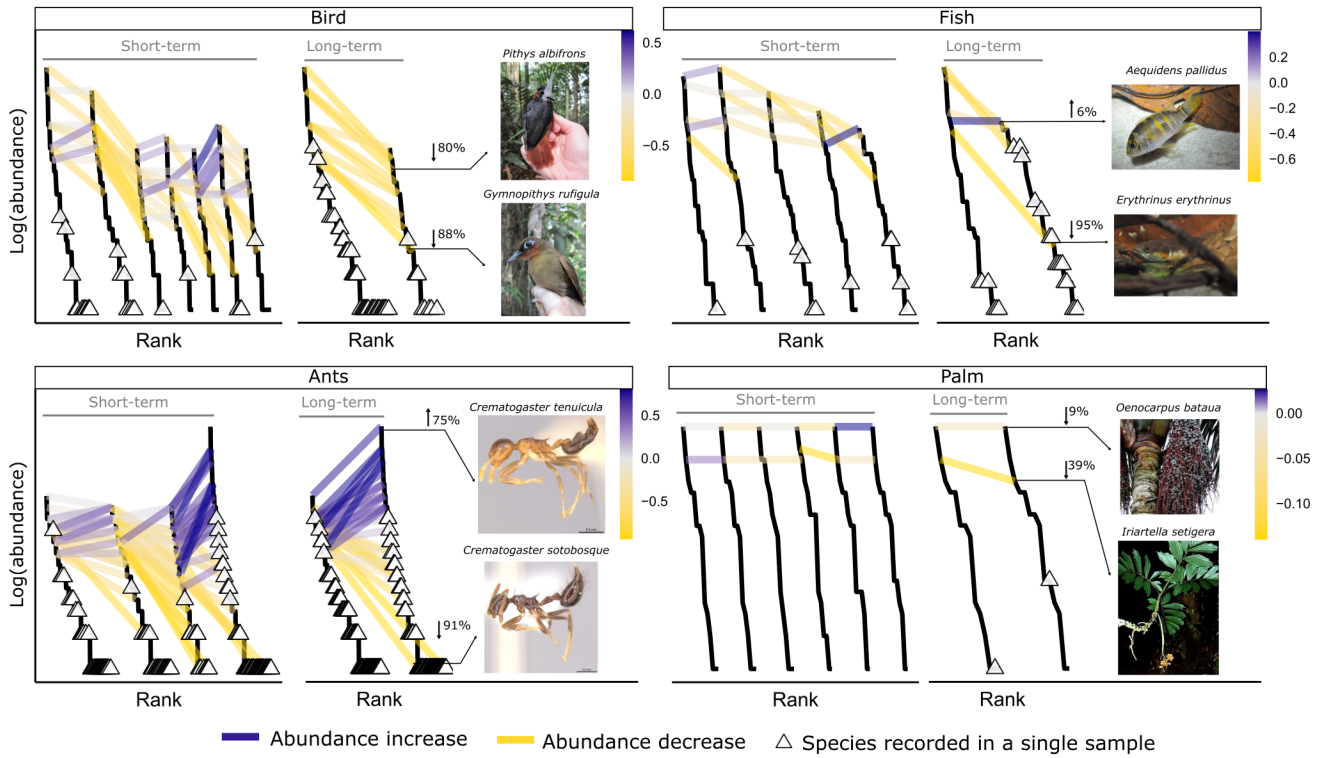 Bird
Short-term
Long-term
Pithys albifrons
Gymnopithys rufigula
↓80%
↓88%
0.5
0.0
−0.5
Log(abundance)
Rank
Rank
Fish
Short-term
Long-term
Aequidens pallidus
Erythrinus erythrinus
↑6%
↓95%
0.2
0.0
−0.2
−0.4
−0.6
Rank
Rank
Ants
Short-term
Long-term
Crematogaster tenuicula
Crematogaster sotobosque
↑75%
↓91%
0.5
0.0
−0.5
Log(abundance)
Rank
Rank
Palm
Short-term
Long-term
Oenocarpus bataua
Iriartella setigera
↓9%
↓39%
0.00
−0.05
−0.10
Rank
Rank
Abundance increase
Abundance decrease
Species recorded in a single sample